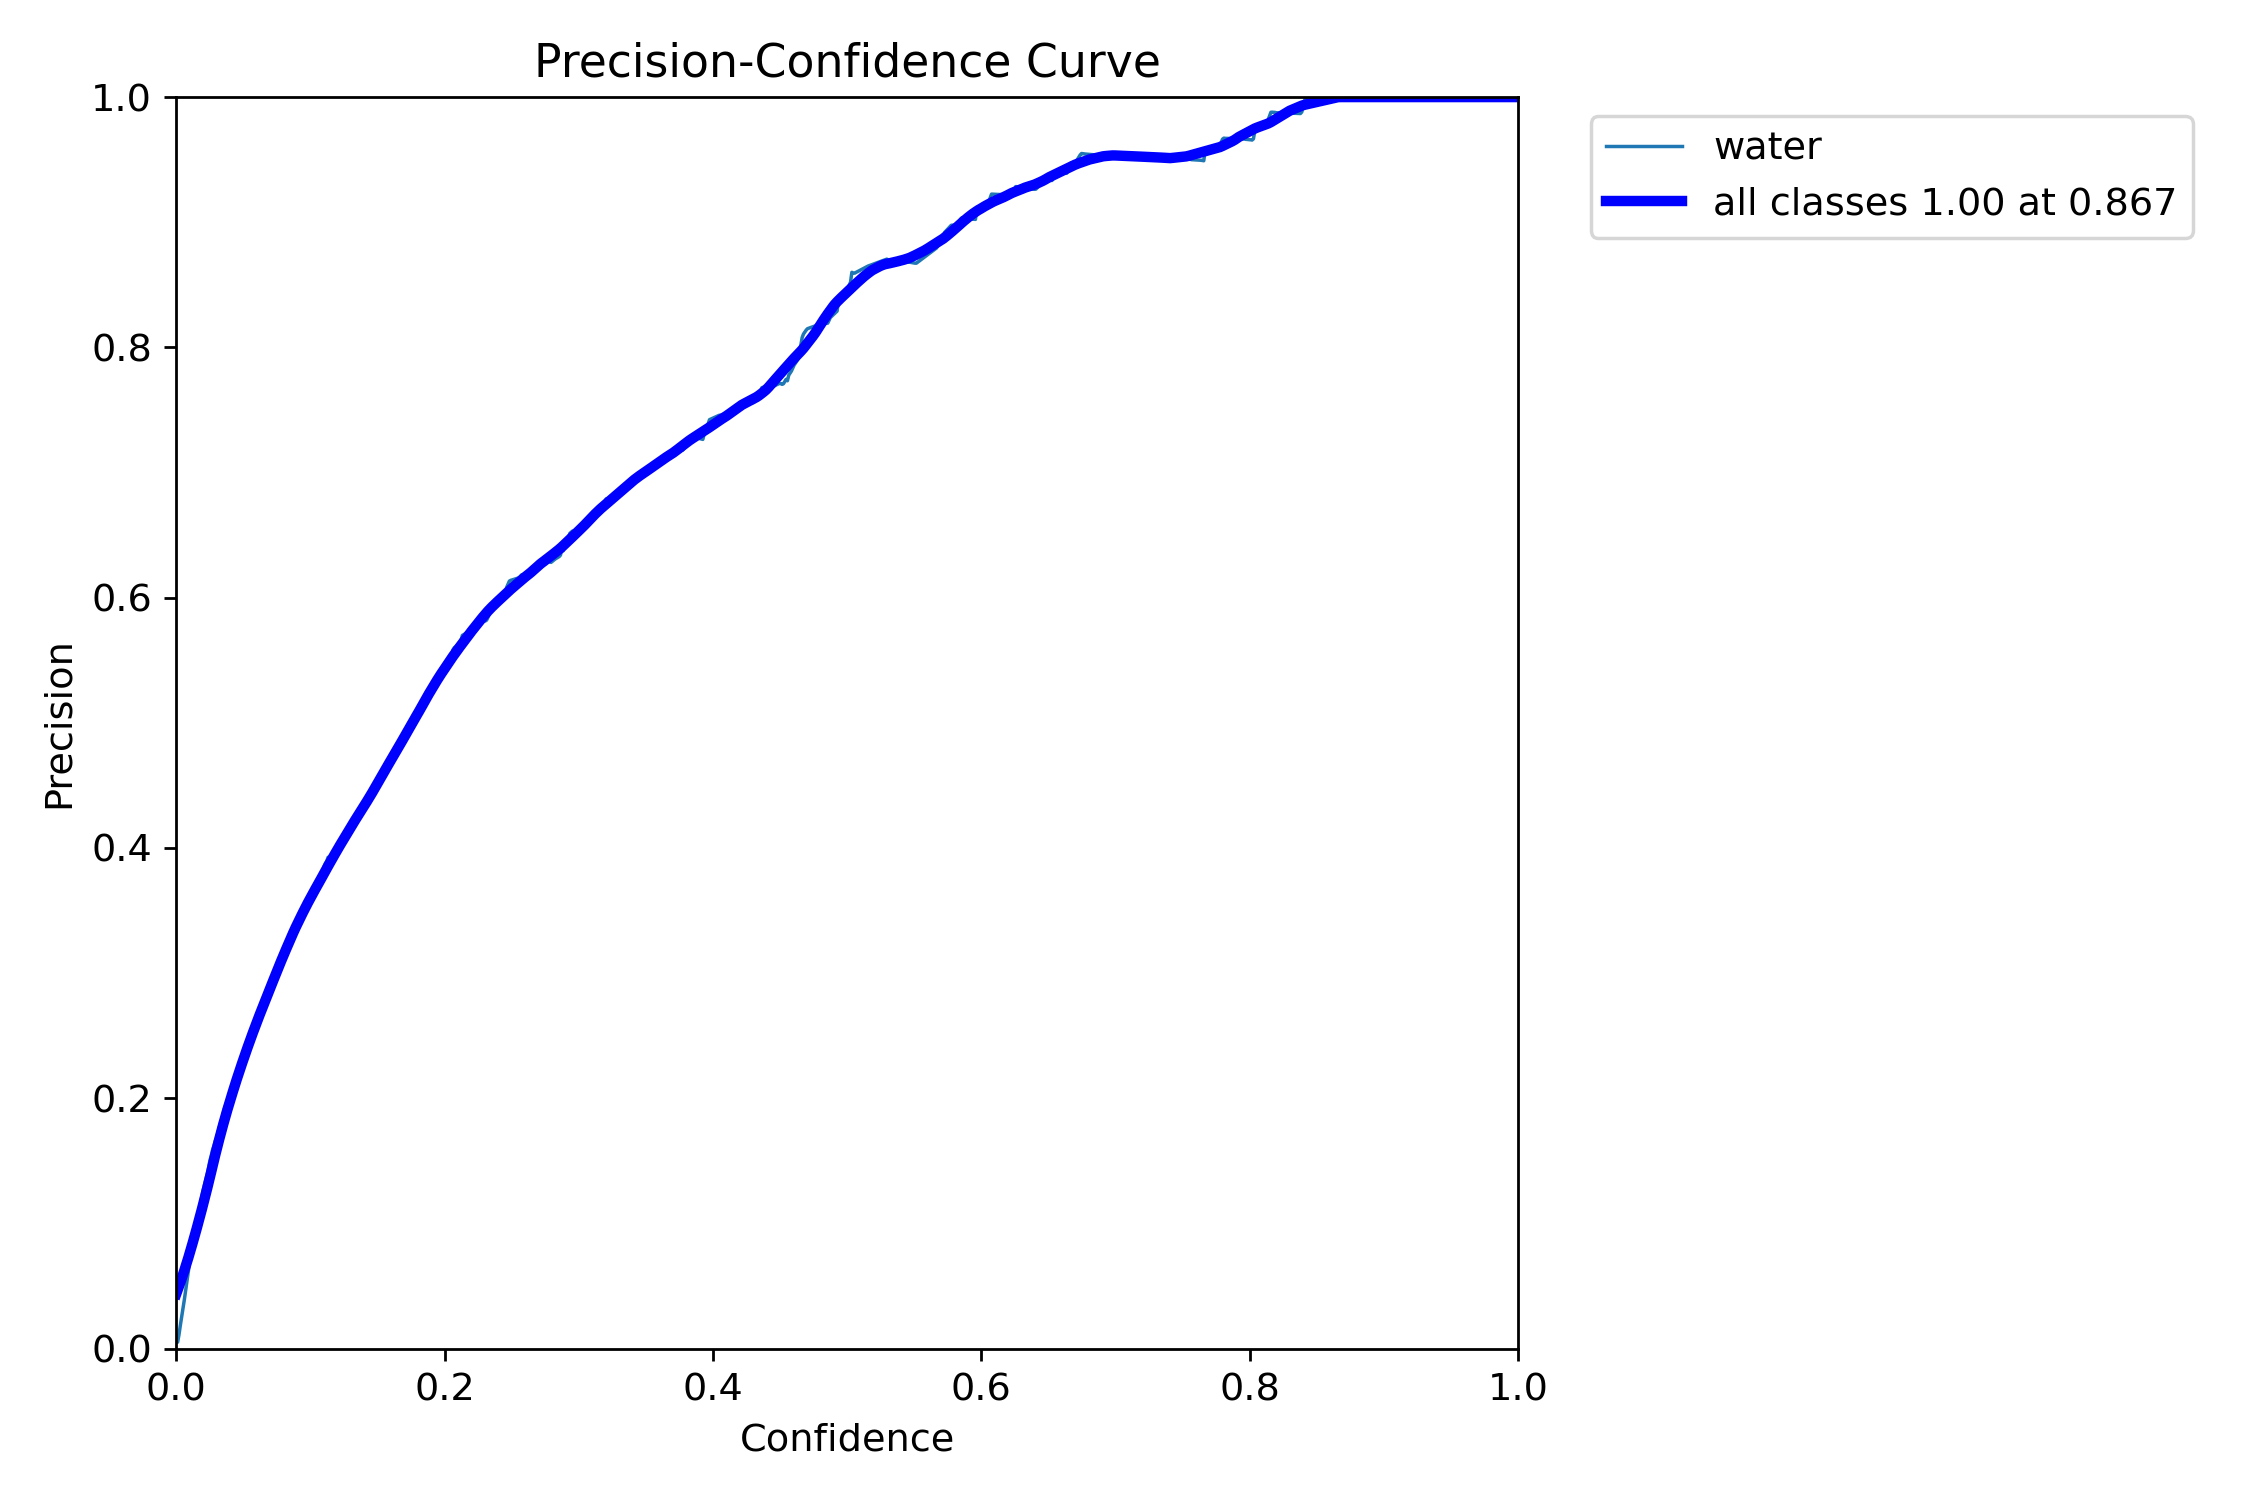 Precision-Confidence Curve
water
all classes 1.00 at 0.867
1.0
0.8
0.6
0.4
0.2
0.0
Precision
0.0 0.2 0.4 0.6 0.8 1.0
Confidence